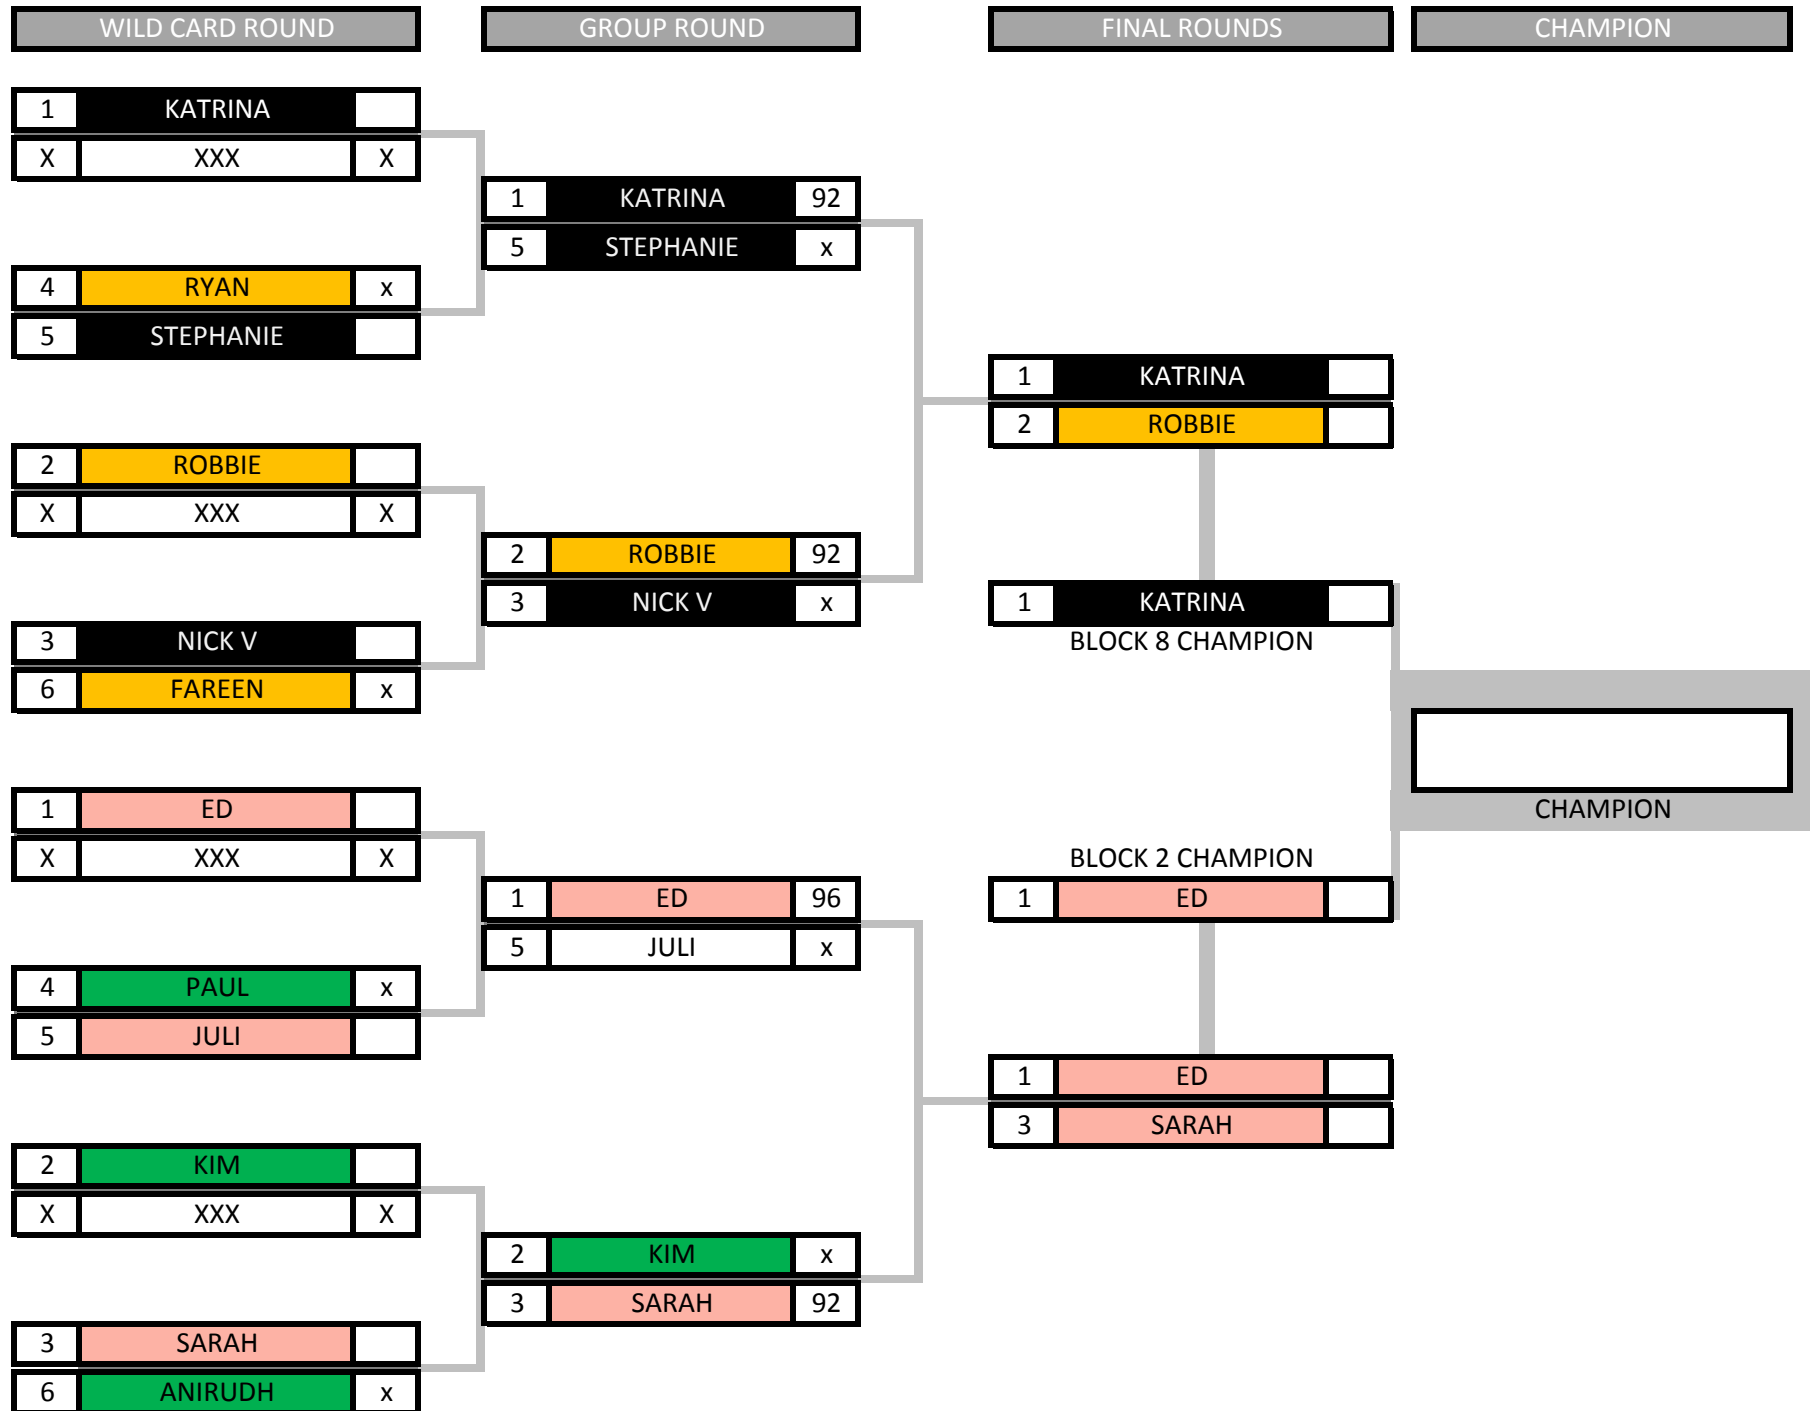 WILD CARD ROUND GROUP ROUND FINAL ROUNDS CHAMPION
1 KATRINA
X XXX X
1 KATRINA 92
5 STEPHANIE x
4 RYAN x
5 STEPHANIE
1 KATRINA
2 ROBBIE
2 ROBBIE
X XXX X
2 ROBBIE 92
3 NICK V x
1 KATRINA
BLOCK 8 CHAMPION
3 NICK V
6 FAREEN x
1 ED
X XXX X
CHAMPION
BLOCK 2 CHAMPION
1 ED 96
5 JULI x
1 ED
4 PAUL x
5 JULI
1 ED
3 SARAH
2 KIM
X XXX X
2 KIM x
3 SARAH 92
3 SARAH
6 ANIRUDH x